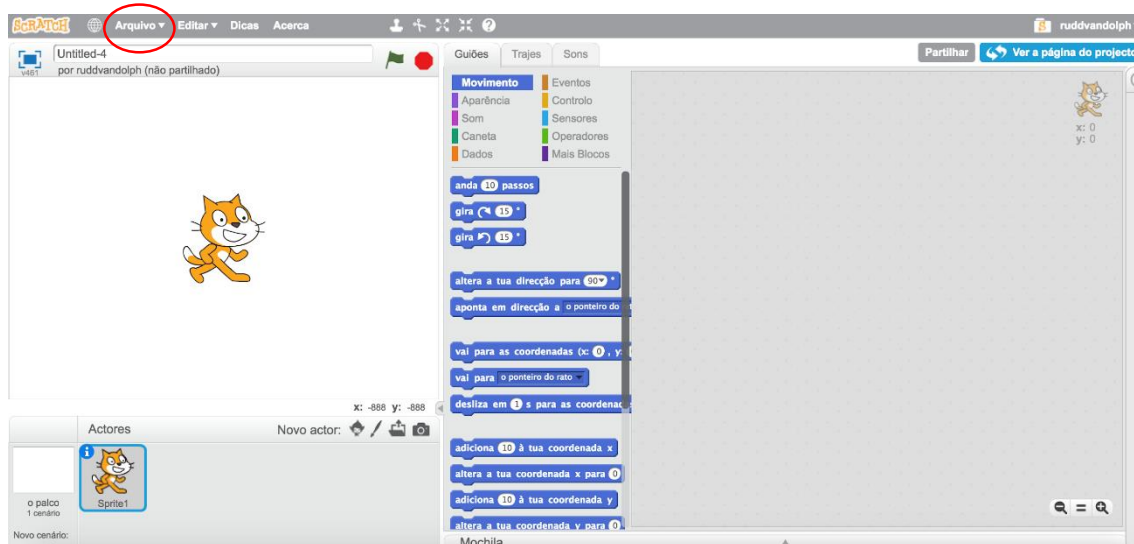 SCRATCH Arquivo Editar Dicas Acerca ruddvandolph
Untitled-4
v461 por ruddvandolph (não partilhado)
Guiões Trajes Sons
Partilhar Ver a página do projecto
Movimento Eventos
Aparência Controlo
Som Sensores
Caneta Operadores
Dados Mais Blocos
x: 0
y: 0
anda 10 passos
gira 15 °
gira 15 °
altera a tua direcção para 90 °
aponta em direcção a o ponteiro do
vai para as coordenadas (x: 0 , y:
vai para o ponteiro do rato
desliza em 1 s para as coordenad
adiciona 10 à tua coordenada x
altera a tua coordenada x para 0
adiciona 10 à tua coordenada y
altera a tua coordenada y para 0
x: -888 y: -888
Actores Novo actor:
o palco
1 cenário
Sprite1
Novo cenário:
Mochila